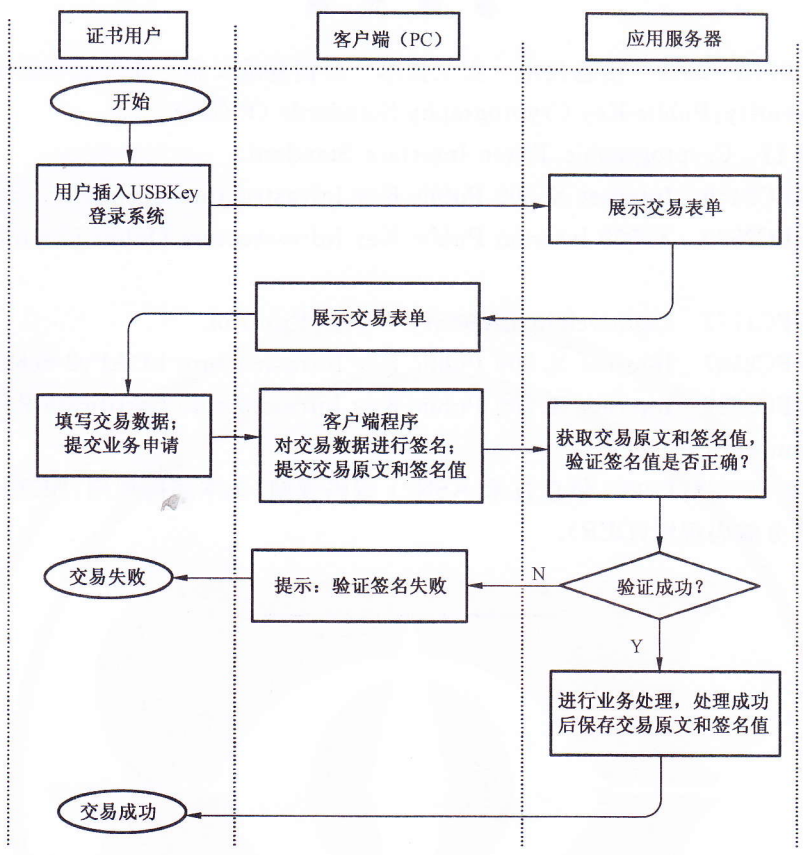 证书用户
客户端（PC）
应用服务器
开始
用户插入USBKey
登录系统
展示交易表单
展示交易表单
填写交易数据；
提交业务申请
客户端程序
对交易数据进行签名；
提交交易原文和签名值
获取交易原文和签名值，
验证签名值是否正确？
交易失败
提示：验证签名失败
N
验证成功？
Y
进行业务处理，处理成功
后保存交易原文和签名值
交易成功